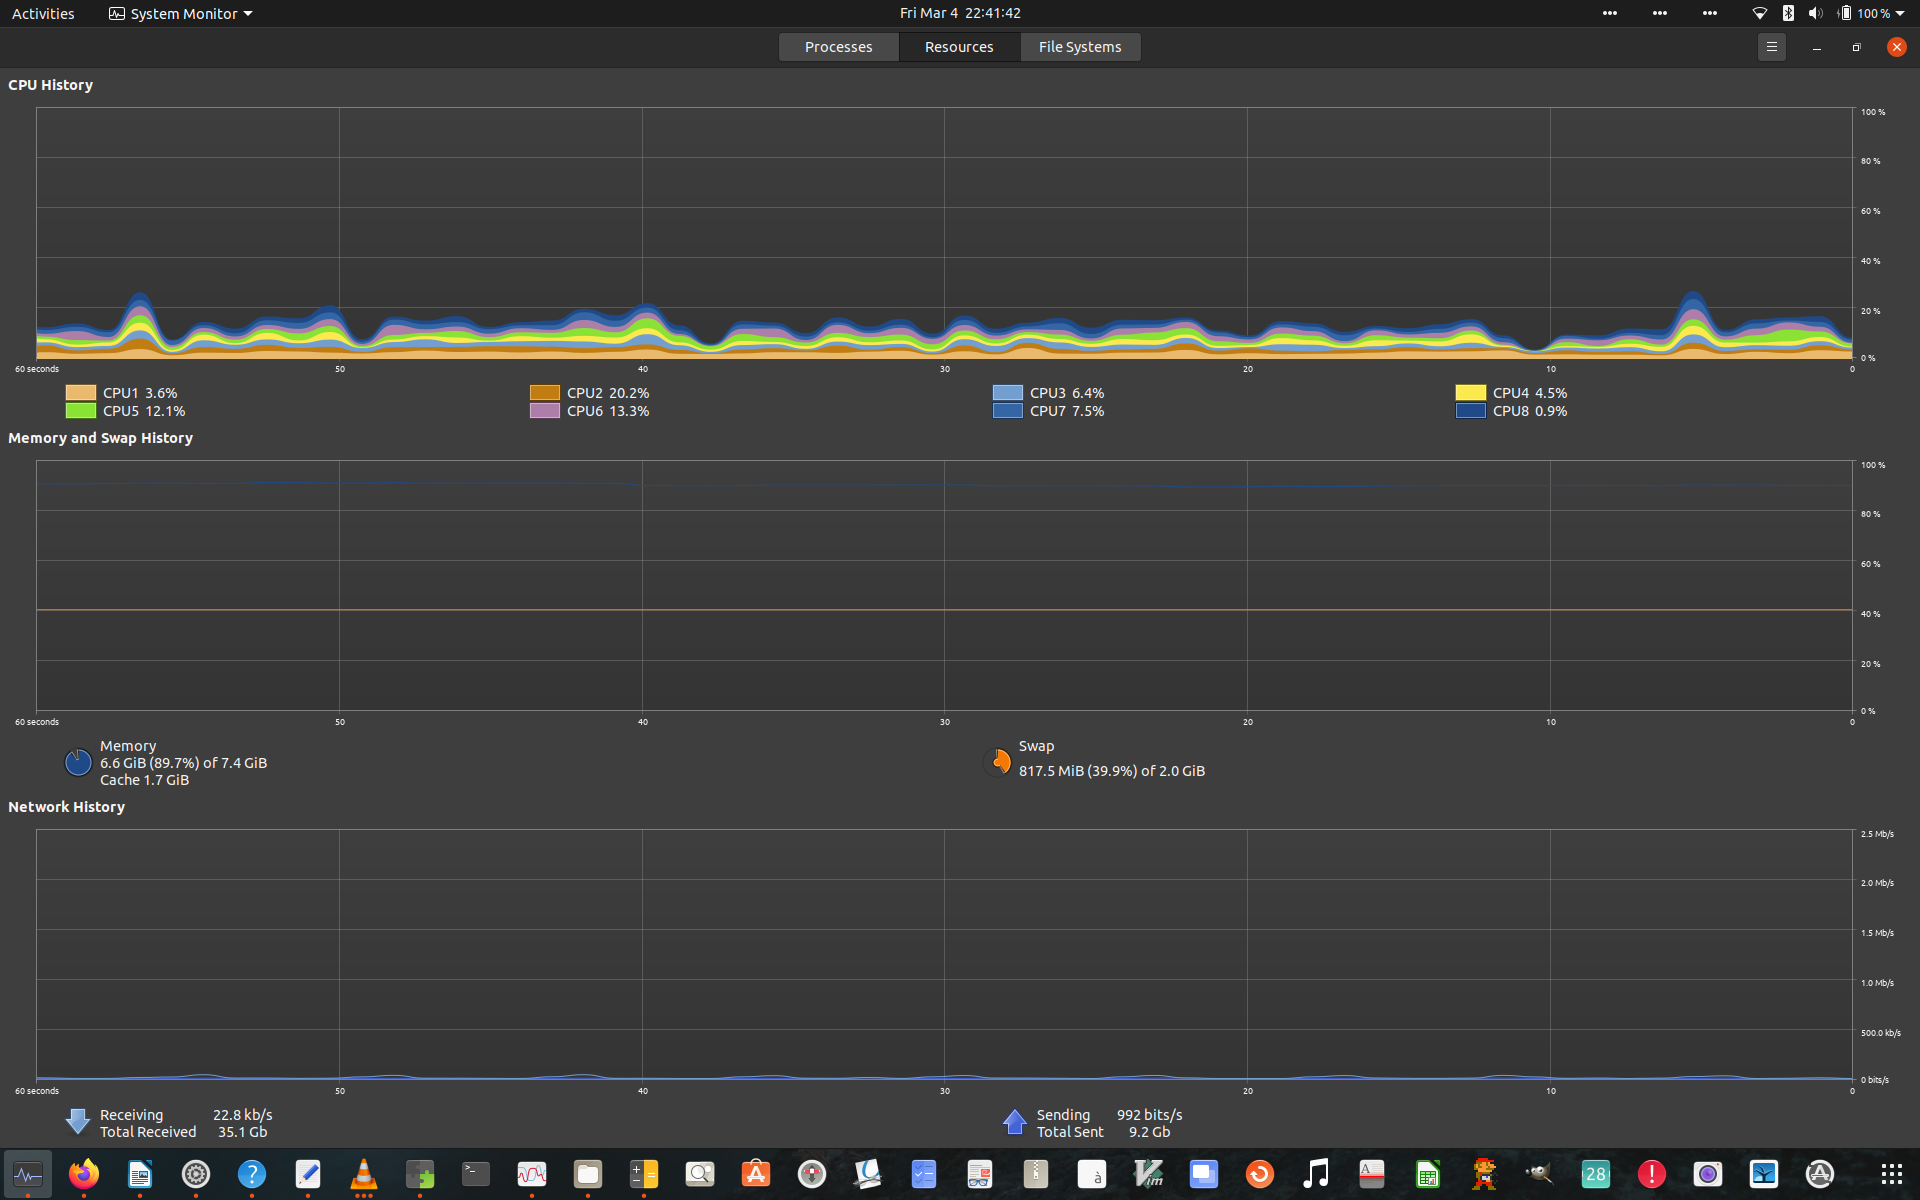 Activities System Monitor Fri Mar 4 22:41:42 100 %
Processes Resources File Systems
CPU History
100 %
80 %
60 %
40 %
20 %
0 %
60 seconds 50 40 30 20 10 0
CPU1 3.6% CPU2 20.2% CPU3 6.4% CPU4 4.5%
CPU5 12.1% CPU6 13.3% CPU7 7.5% CPU8 0.9%
Memory and Swap History
100 %
80 %
60 %
40 %
20 %
0 %
60 seconds 50 40 30 20 10 0
Memory
6.6 GiB (89.7%) of 7.4 GiB
Cache 1.7 GiB
Swap
817.5 MiB (39.9%) of 2.0 GiB
Network History
2.5 Mb/s
2.0 Mb/s
1.5 Mb/s
1.0 Mb/s
500.0 kb/s
0 bits/s
60 seconds 50 40 30 20 10 0
Receiving 22.8 kb/s
Total Received 35.1 Gb
Sending 992 bits/s
Total Sent 9.2 Gb
28